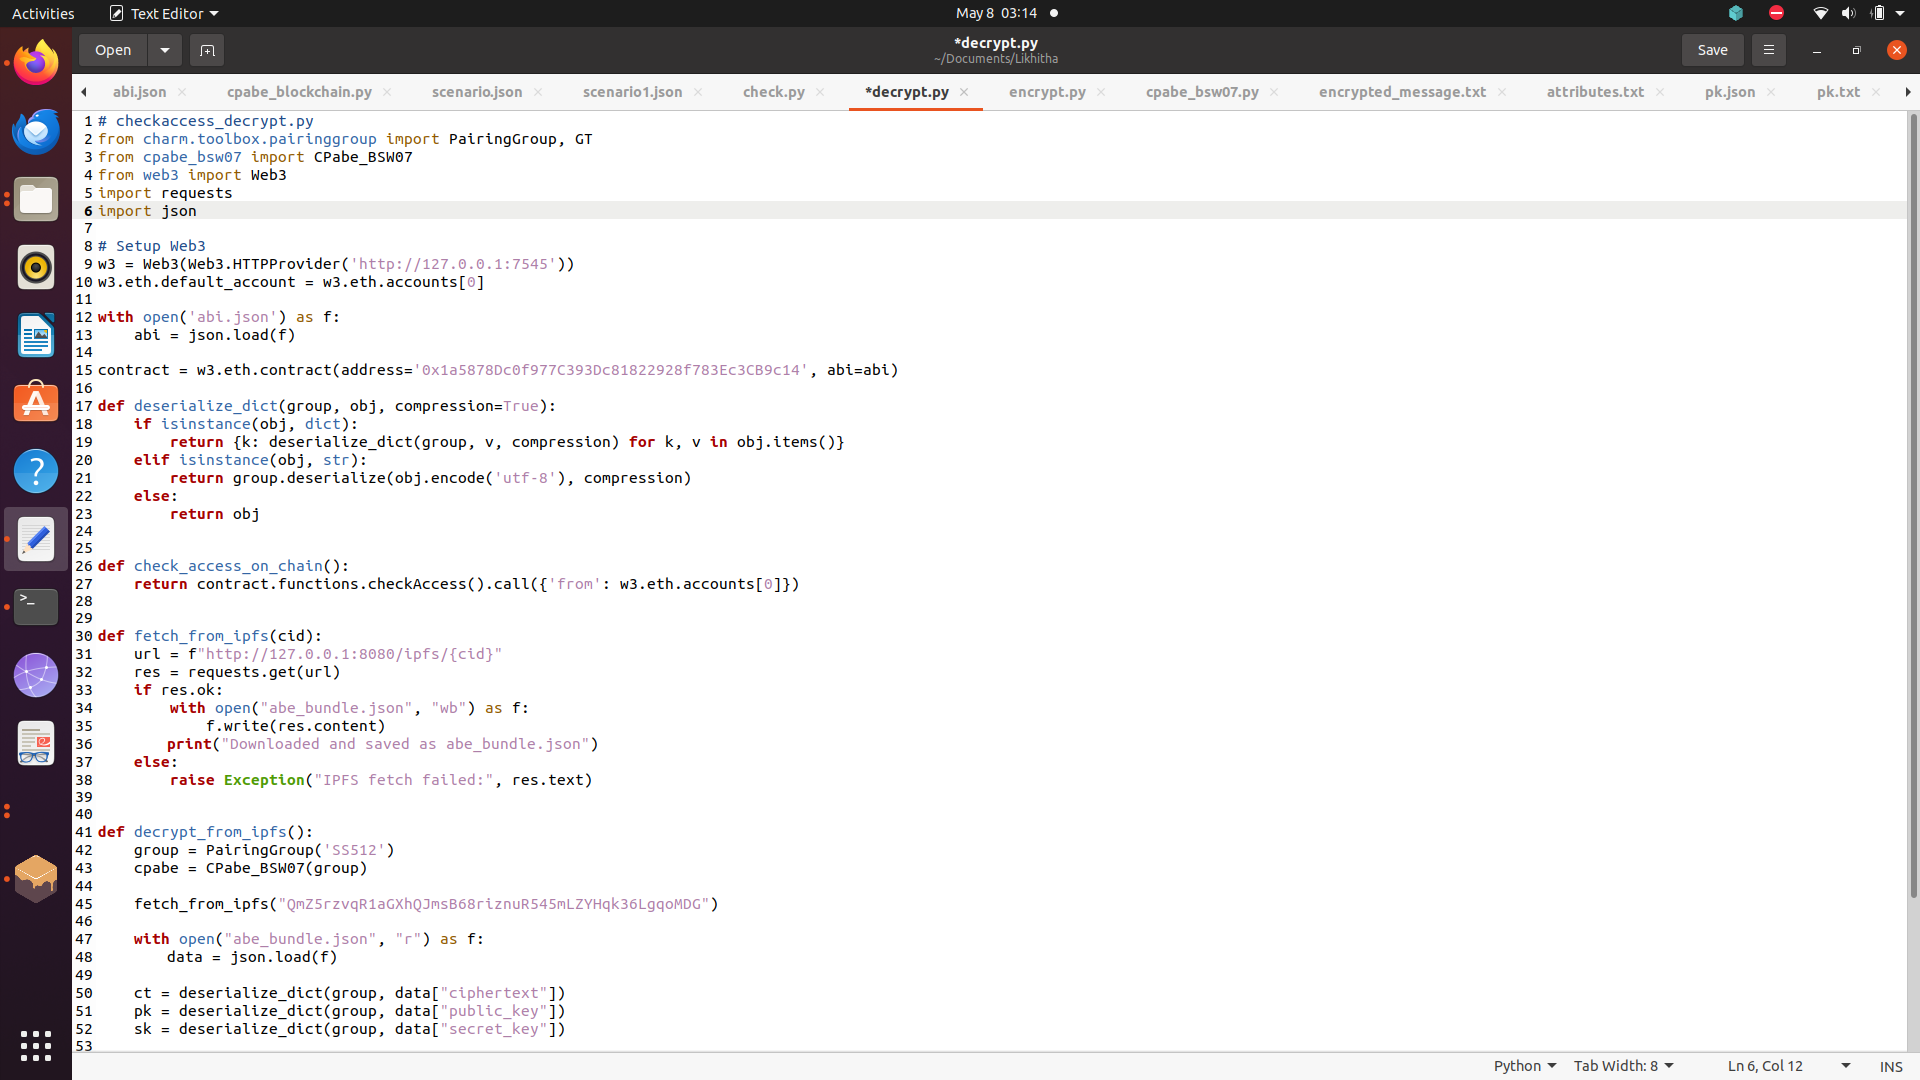 Activities
Text Editor
May 8 03:14
Open
*decrypt.py
~/Documents/Likhitha
Save
abi.json
cpabe_blockchain.py
scenario.json
scenario1.json
check.py
*decrypt.py
encrypt.py
cpabe_bsw07.py
encrypted_message.txt
attributes.txt
pk.json
pk.txt
1 # checkaccess_decrypt.py
2 from charm.toolbox.pairinggroup import PairingGroup, GT
3 from cpabe_bsw07 import CPabe_BSW07
4 from web3 import Web3
5 import requests
6 import json
7
8 # Setup Web3
9 w3 = Web3(Web3.HTTPProvider('http://127.0.0.1:7545'))
10 w3.eth.default_account = w3.eth.accounts[0]
11
12 with open('abi.json') as f:
13     abi = json.load(f)
14
15 contract = w3.eth.contract(address='0x1a5878Dc0f977C393Dc81822928f783Ec3CB9c14', abi=abi)
16
17 def deserialize_dict(group, obj, compression=True):
18     if isinstance(obj, dict):
19         return {k: deserialize_dict(group, v, compression) for k, v in obj.items()}
20     elif isinstance(obj, str):
21         return group.deserialize(obj.encode('utf-8'), compression)
22     else:
23         return obj
24
25
26 def check_access_on_chain():
27     return contract.functions.checkAccess().call({'from': w3.eth.accounts[0]})
28
29
30 def fetch_from_ipfs(cid):
31     url = f"http://127.0.0.1:8080/ipfs/{cid}"
32     res = requests.get(url)
33     if res.ok:
34         with open("abe_bundle.json", "wb") as f:
35             f.write(res.content)
36         print("Downloaded and saved as abe_bundle.json")
37     else:
38         raise Exception("IPFS fetch failed:", res.text)
39
40
41 def decrypt_from_ipfs():
42     group = PairingGroup('SS512')
43     cpabe = CPabe_BSW07(group)
44
45     fetch_from_ipfs("QmZ5rzvqR1aGXhQJmsB68riznuR545mLZYHqk36LgqoMDG")
46
47     with open("abe_bundle.json", "r") as f:
48         data = json.load(f)
49
50     ct = deserialize_dict(group, data["ciphertext"])
51     pk = deserialize_dict(group, data["public_key"])
52     sk = deserialize_dict(group, data["secret_key"])
53
Python
Tab Width: 8
Ln 6, Col 12
INS